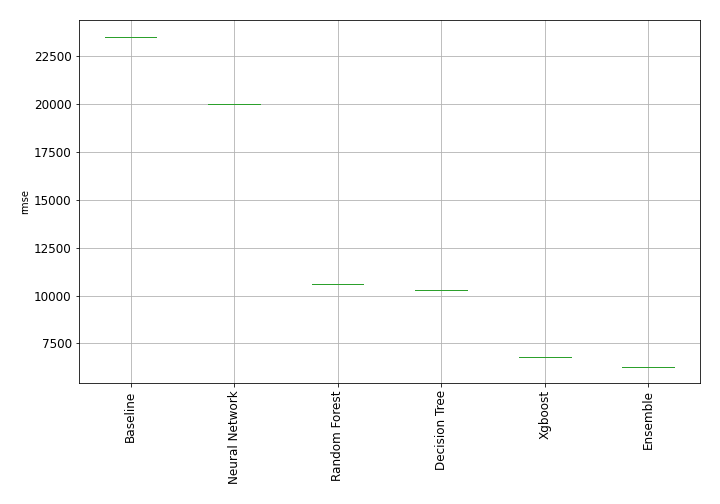 22500
20000
17500
15000
12500
10000
7500
rmse
Baseline
Neural Network
Random Forest
Decision Tree
Xgboost
Ensemble